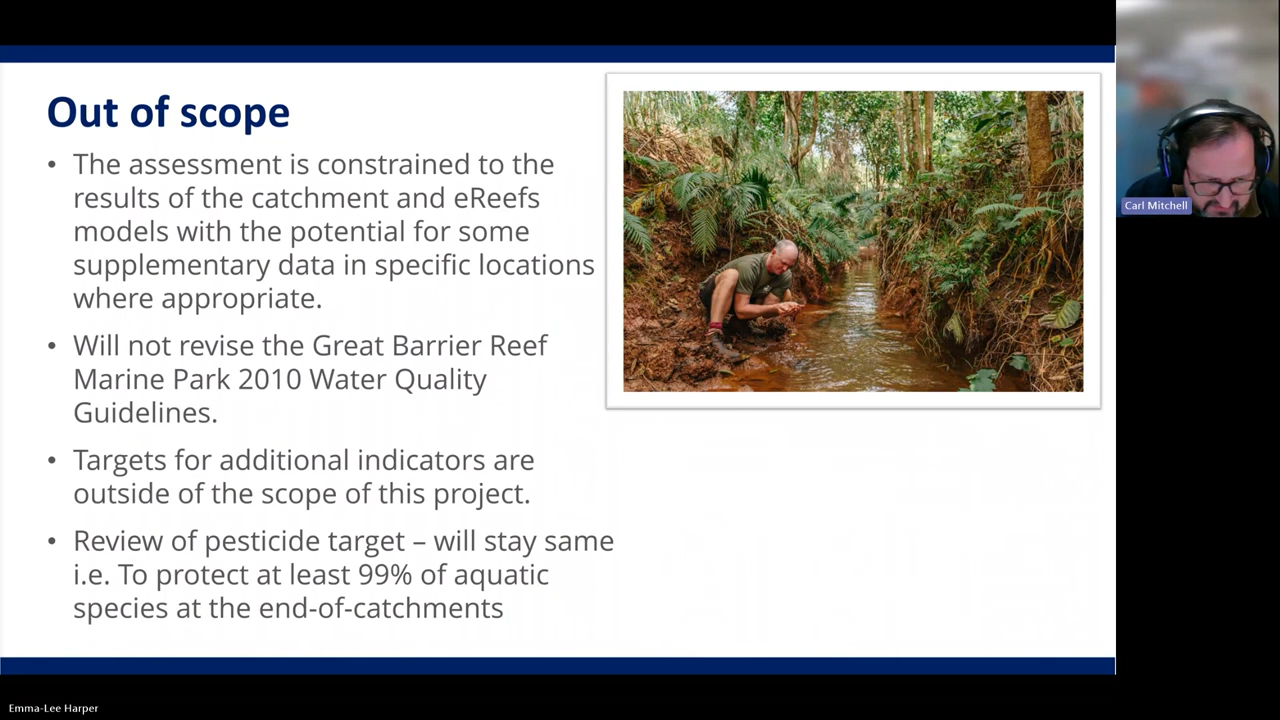 Out of scope
• The assessment is constrained to the
results of the catchment and eReefs
models with the potential for some
supplementary data in specific locations
where appropriate.
• Will not revise the Great Barrier Reef
Marine Park 2010 Water Quality
Guidelines.
• Targets for additional indicators are
outside of the scope of this project.
• Review of pesticide target – will stay same
i.e. To protect at least 99% of aquatic
species at the end-of-catchments
Carl Mitchell
Emma-Lee Harper